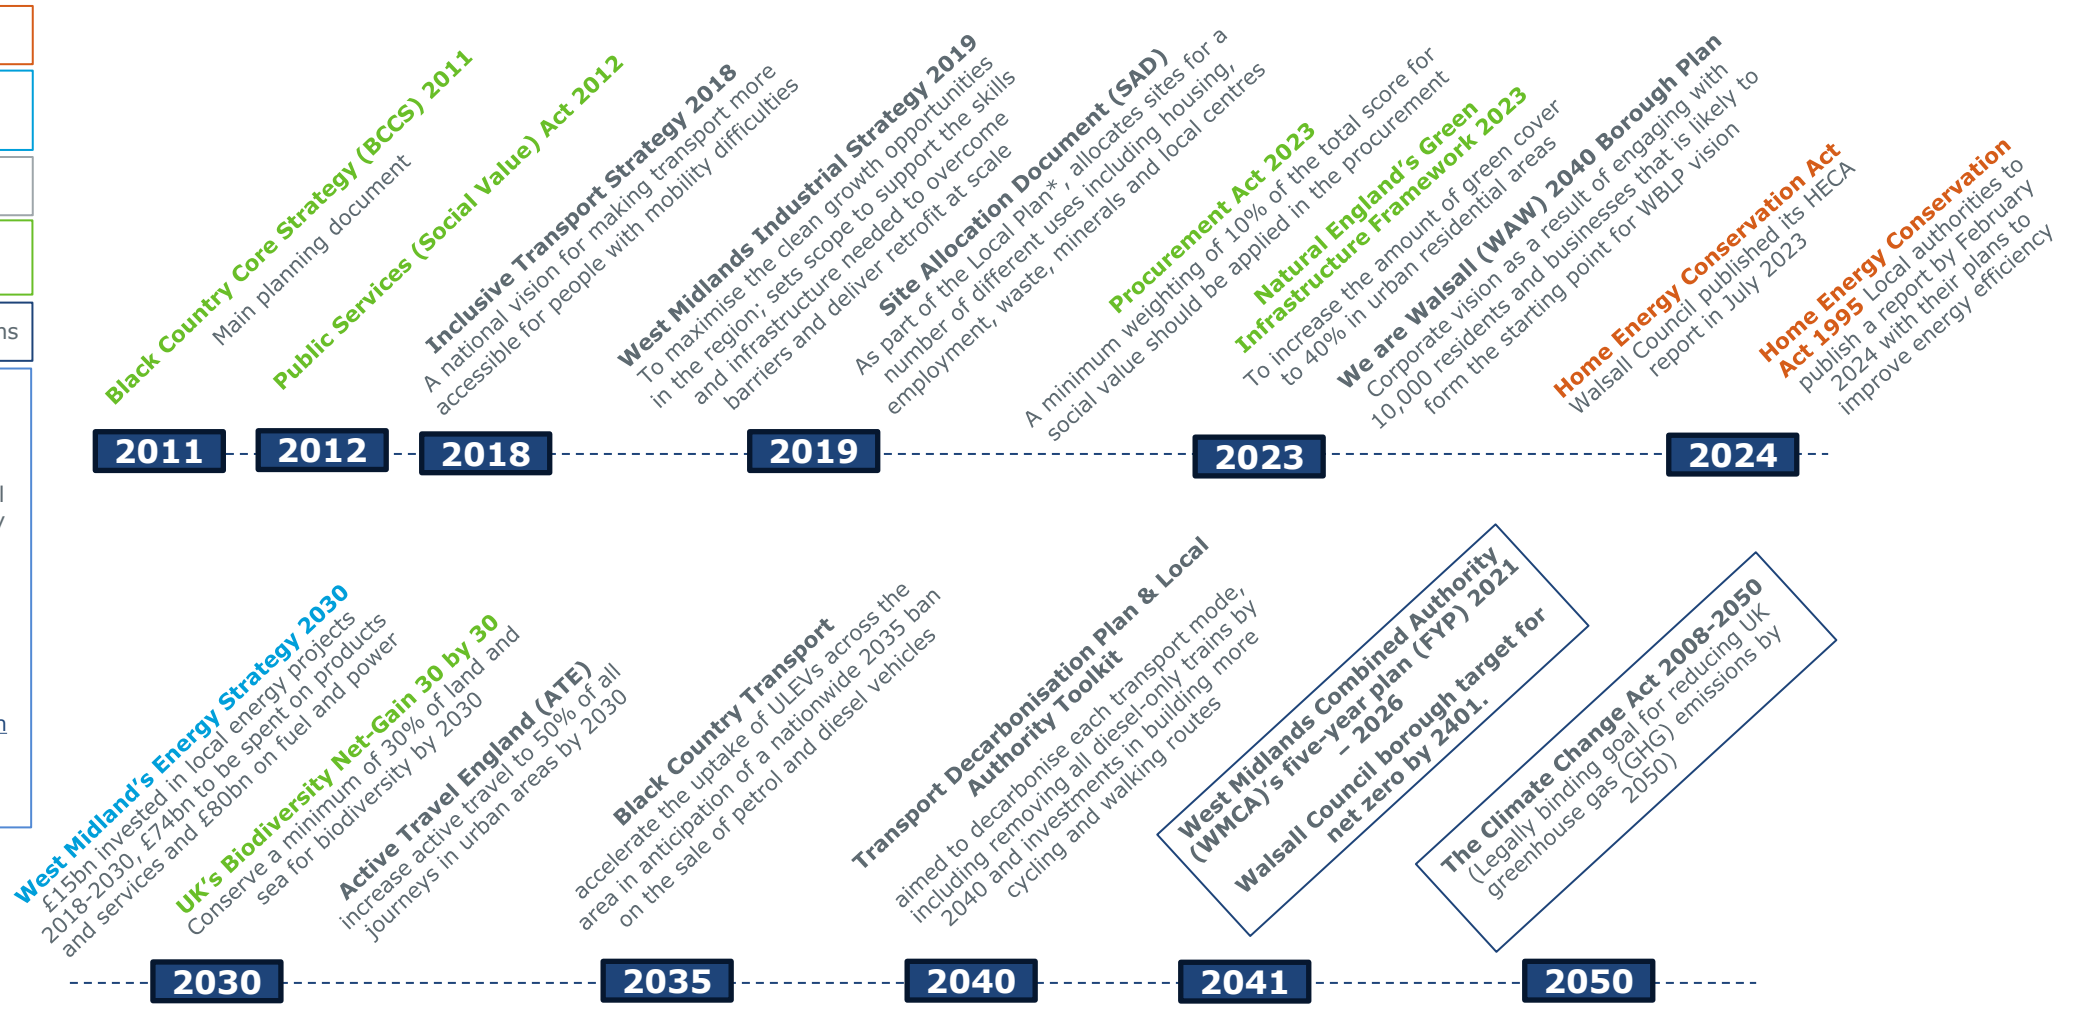 ns
l
y
n
Black Country Core Strategy (BCCS) 2011
Main planning document
Public Services (Social Value) Act 2012
Inclusive Transport Strategy 2018
A national vision for making transport more
accessible for people with mobility difficulties
West Midlands Industrial Strategy 2019
To maximise the clean growth opportunities
in the region; sets scope to support the skills
and infrastructure needed to overcome
barriers and deliver retrofit at scale
Site Allocation Document (SAD)
As part of the Local Plan*, allocates sites for a
number of different uses including housing,
employment, waste, minerals and local centres
Procurement Act 2023
A minimum weighting of 10% of the total score for
social value should be applied in the procurement
Natural England's Green
Infrastructure Framework 2023
To increase the amount of green cover
to 40% in urban residential areas
We are Walsall (WAW) 2040 Borough Plan
Corporate vision as a result of engaging with
10,000 residents and businesses that is likely to
form the starting point for WBLP vision
Home Energy Conservation Act
Walsall Council published its HECA
report in July 2023
Home Energy Conservation
Act 1995 Local authorities to
publish a report by February
2024 with their plans to
improve energy efficiency
2011
2012
2018
2019
2023
2024
West Midland's Energy Strategy 2030
£15bn invested in local energy projects
2018-2030, £74bn to be spent on products
and services and £80bn on fuel and power
UK's Biodiversity Net-Gain 30 by 30
Conserve a minimum of 30% of land and
sea for biodiversity by 2030
Active Travel England (ATE)
increase active travel to 50% of all
journeys in urban areas by 2030
Black Country Transport
accelerate the uptake of ULEVs across the
area in anticipation of a nationwide 2035 ban
on the sale of petrol and diesel vehicles
Transport Decarbonisation Plan & Local
Authority Toolkit
aimed to decarbonise each transport mode,
including removing all diesel-only trains by
2040 and investments in building more
cycling and walking routes
West Midlands Combined Authority
(WMCA)'s five-year plan (FYP) 2021
– 2026
Walsall Council borough target for
net zero by 2401.
The Climate Change Act 2008-2050
(Legally binding goal for reducing UK
greenhouse gas (GHG) emissions by
2050)
2030
2035
2040
2041
2050